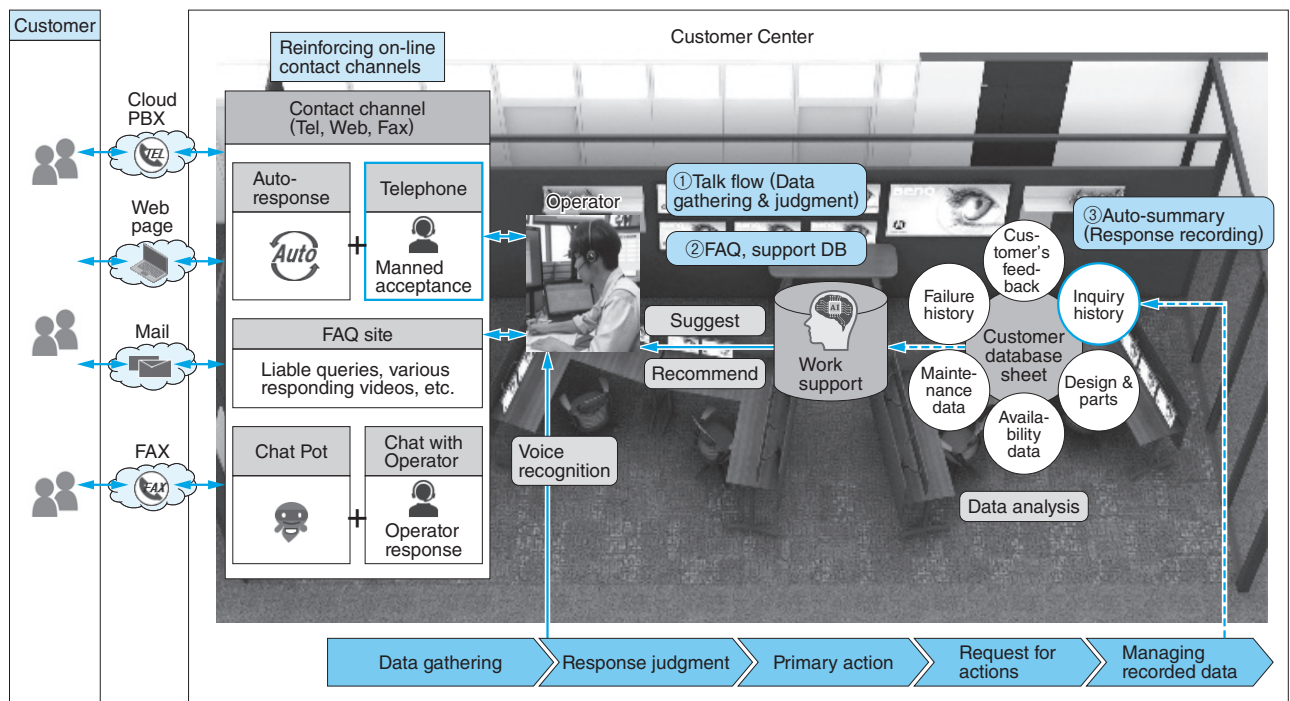 Customer
Customer Center
Reinforcing on-line
contact channels
Cloud
PBX
TEL
Web
page
Mail
FAX
FAX
Contact channel
(Tel, Web, Fax)
Auto-
response
Auto
+
Telephone
Manned
acceptance
FAQ site
Liable queries, various
responding videos, etc.
Chat Pot
+
Chat with
Operator
Operator
response
Operator
①Talk flow (Data
gathering & judgment)
②FAQ, support DB
③Auto-summary
(Response recording)
Suggest
Recommend
AI
Work
support
Cus-
tomer's
feed-
back
Failure
history
Inquiry
history
Customer
database
sheet
Mainte-
nance
data
Design &
parts
Availa-
bility
data
Voice
recognition
Data analysis
Data gathering
Response judgment
Primary action
Request for
actions
Managing
recorded data